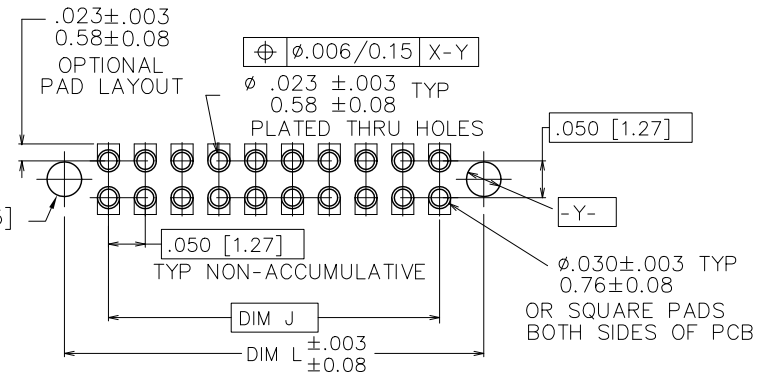 .023±.003
0.58±0.08
OPTIONAL
PAD LAYOUT
⌖ ø.006/0.15 X-Y
ø .023 ±.003 TYP
0.58 ±0.08
PLATED THRU HOLES
.050 [1.27]
-Y-
.050 [1.27]
TYP NON-ACCUMULATIVE
ø.030±.003 TYP
0.76±0.08
OR SQUARE PADS
BOTH SIDES OF PCB
DIM J
DIM L ±.003
±0.08